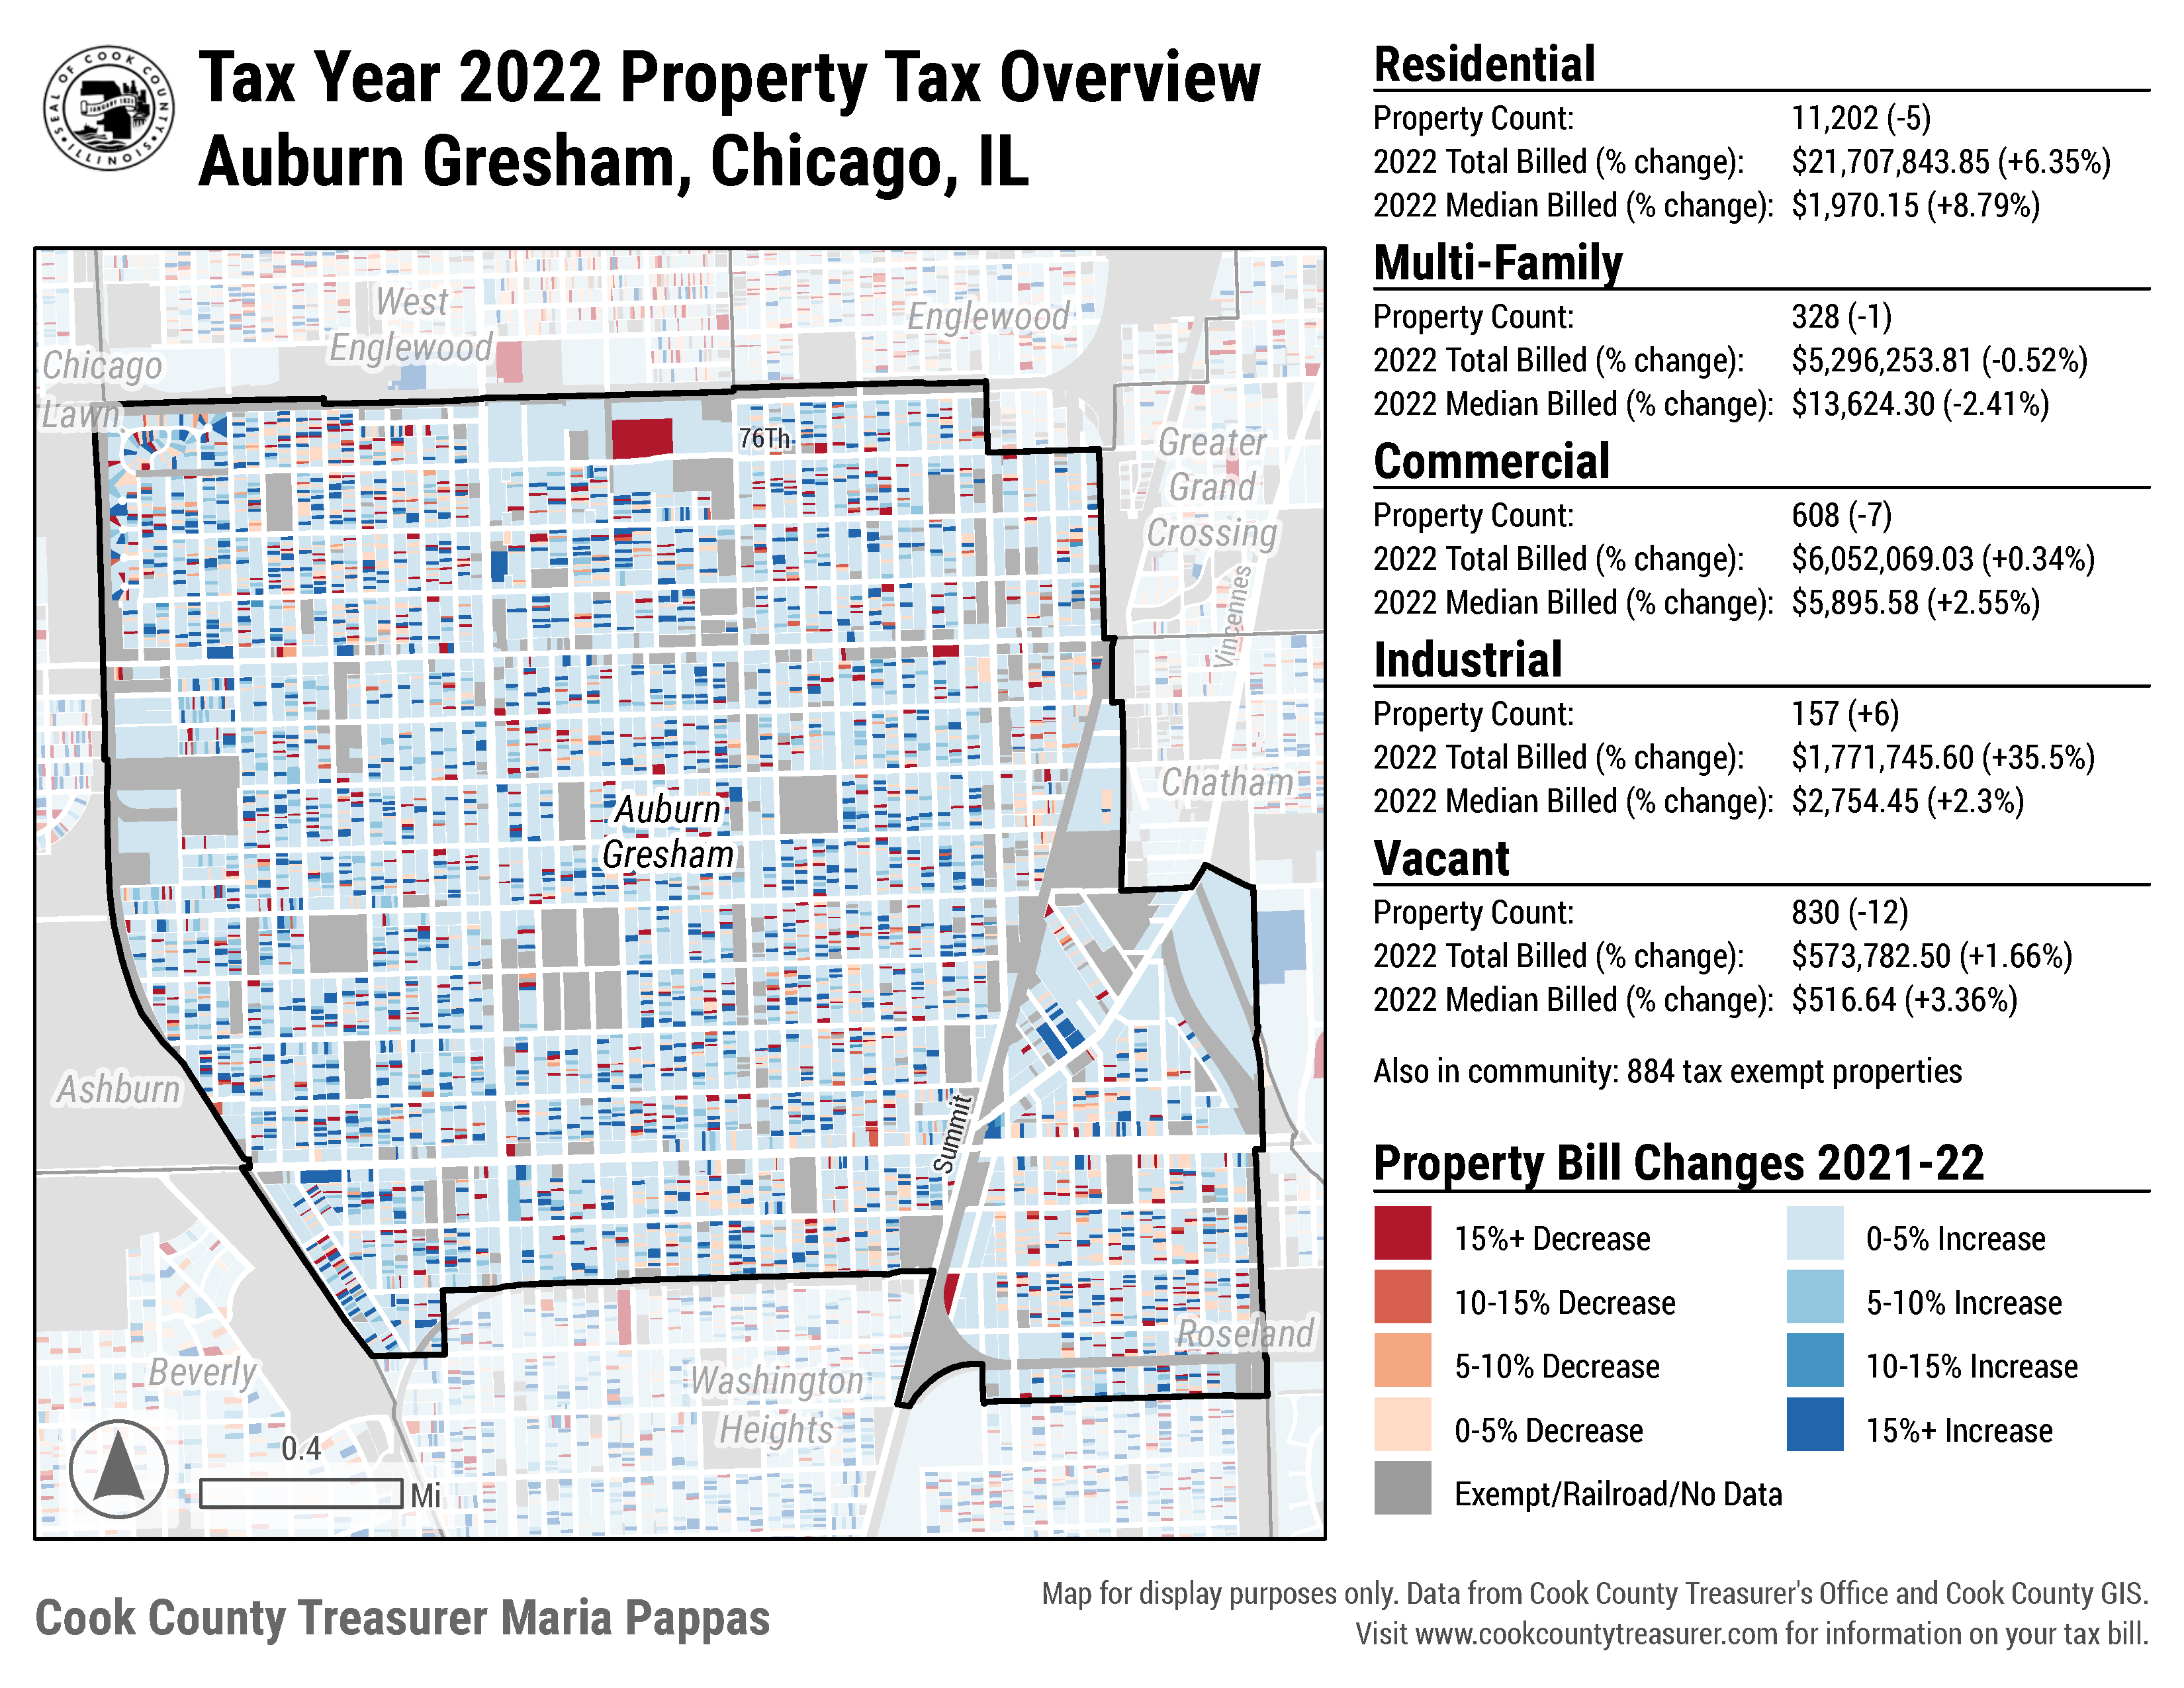 SEAL OF COOK COUNTY
JANUARY 1831
ILLINOIS
Tax Year 2022 Property Tax Overview
Auburn Gresham, Chicago, IL
West
Englewood
Englewood
Chicago
Lawn
76Th
Greater
Grand
Crossing
Vincennes
Chatham
Auburn
Gresham
Ashburn
Summit
Roseland
Beverly
Washington
Heights
0.4
Mi
Residential
Property Count: 11,202 (-5)
2022 Total Billed (% change): $21,707,843.85 (+6.35%)
2022 Median Billed (% change): $1,970.15 (+8.79%)
Multi-Family
Property Count: 328 (-1)
2022 Total Billed (% change): $5,296,253.81 (-0.52%)
2022 Median Billed (% change): $13,624.30 (-2.41%)
Commercial
Property Count: 608 (-7)
2022 Total Billed (% change): $6,052,069.03 (+0.34%)
2022 Median Billed (% change): $5,895.58 (+2.55%)
Industrial
Property Count: 157 (+6)
2022 Total Billed (% change): $1,771,745.60 (+35.5%)
2022 Median Billed (% change): $2,754.45 (+2.3%)
Vacant
Property Count: 830 (-12)
2022 Total Billed (% change): $573,782.50 (+1.66%)
2022 Median Billed (% change): $516.64 (+3.36%)
Also in community: 884 tax exempt properties
Property Bill Changes 2021-22
15%+ Decrease 0-5% Increase
10-15% Decrease 5-10% Increase
5-10% Decrease 10-15% Increase
0-5% Decrease 15%+ Increase
Exempt/Railroad/No Data
Cook County Treasurer Maria Pappas
Map for display purposes only. Data from Cook County Treasurer's Office and Cook County GIS.
Visit www.cookcountytreasurer.com for information on your tax bill.